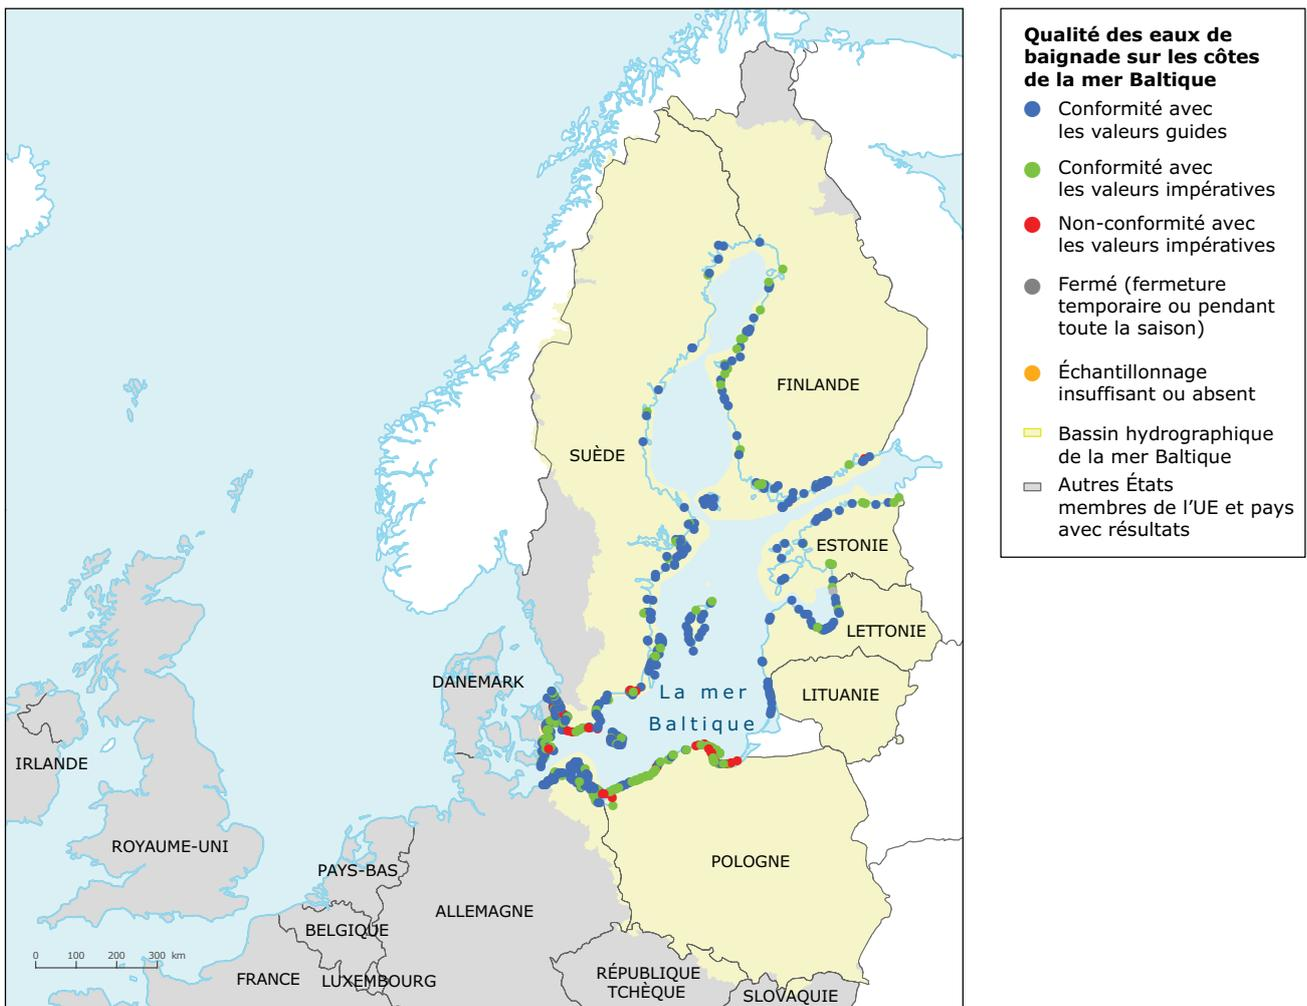 Qualité des eaux de
baignade sur les côtes
de la mer Baltique
Conformité avec
les valeurs guides
Conformité avec
les valeurs impératives
Non-conformité avec
les valeurs impératives
Fermé (fermeture
temporaire ou pendant
toute la saison)
Échantillonnage
insuffisant ou absent
Bassin hydrographique
de la mer Baltique
Autres États
membres de l'UE et pays
avec résultats
FINLANDE
SUÈDE
ESTONIE
LETTONIE
DANEMARK
La mer
Baltique
LITUANIE
IRLANDE
ROYAUME-UNI
POLOGNE
PAYS-BAS
ALLEMAGNE
BELGIQUE
0 100 200 300 km
FRANCE
LUXEMBOURG
RÉPUBLIQUE
TCHÈQUE
SLOVAQUIE